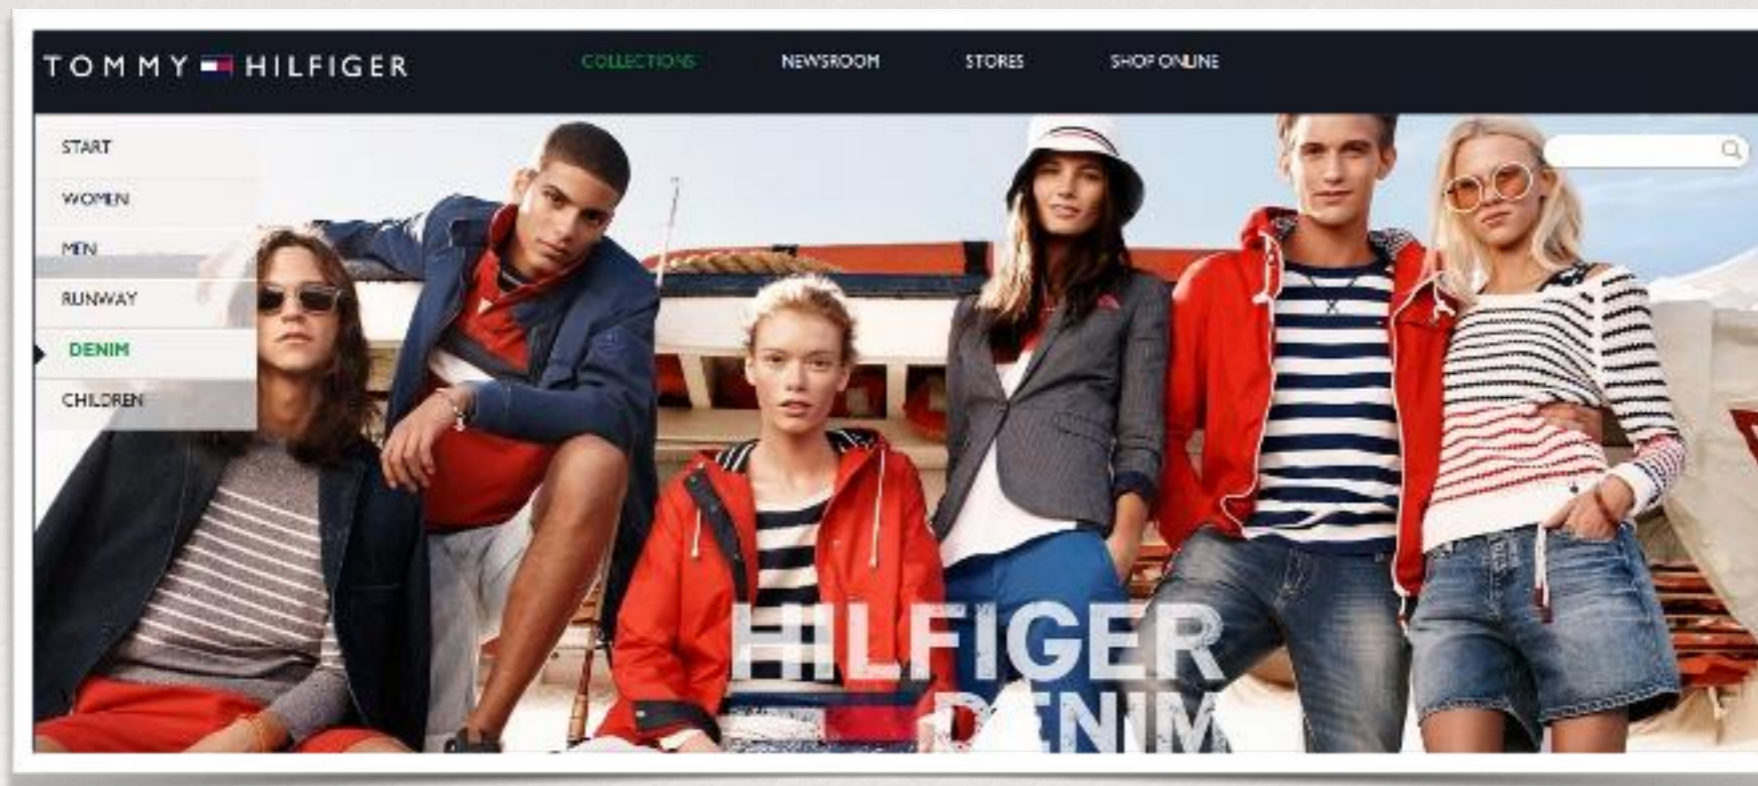 TOMMY HILFIGER
COLLECTIONS
NEWSROOM
STORES
SHOP ONLINE
START
WOMEN
MEN
RUNWAY
DENIM
CHILDREN
HILFIGER
DENIM